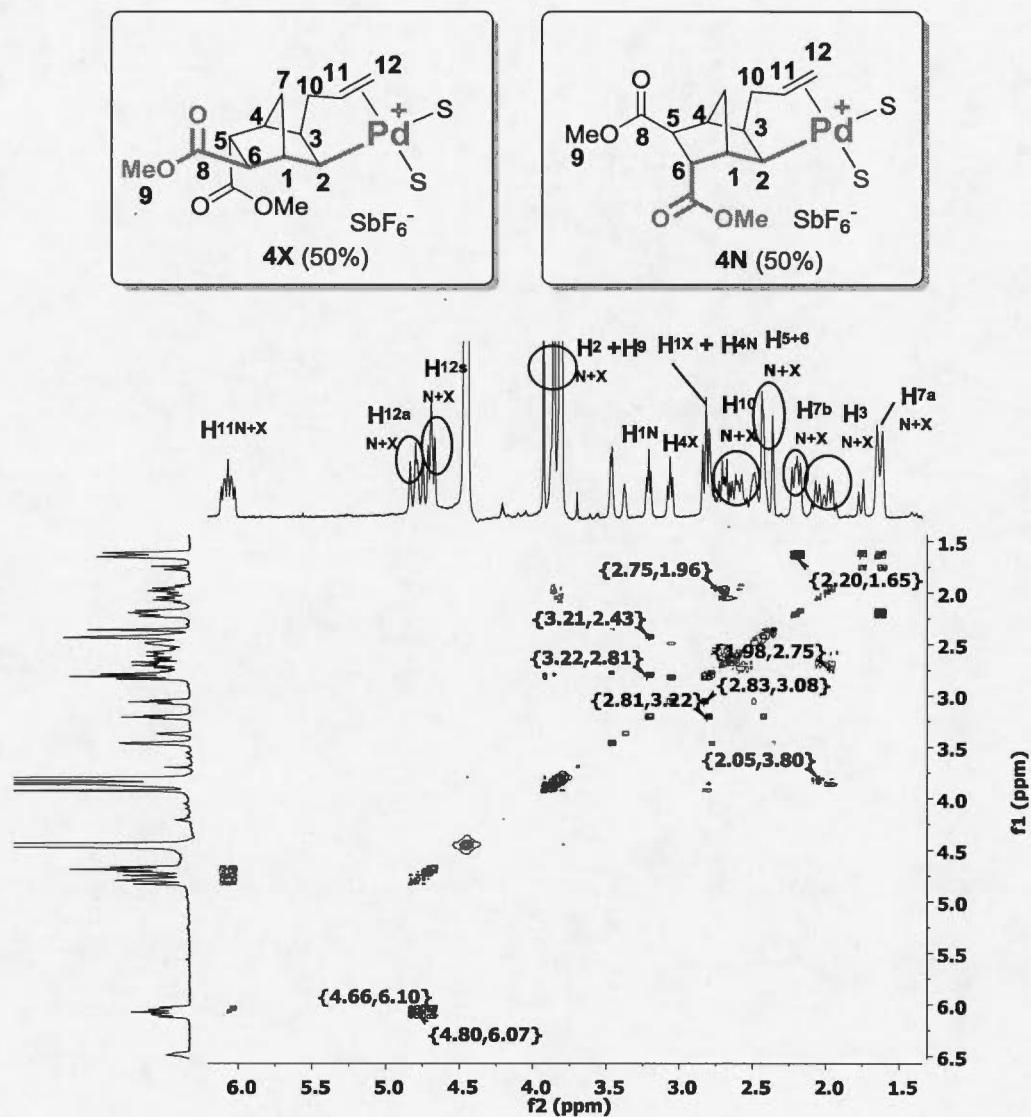 12
11
10
7
4
O
5
3
Pd
+
S
MeO
8
6
9
1
2
S
O
OMe
SbF6-
4X (50%)
12
11
10
O
5
4
3
Pd
+
S
MeO
8
9
6
1
2
S
O
OMe
SbF6-
4N (50%)
H11N+X
H12a
N+X
H12s
N+X
H2 +H9
N+X
H1X + H4N
H5+6
N+X
H1N
H4X
H10
N+X
H7b
N+X
H3
N+X
H7a
N+X
{2.75,1.96}
{2.20,1.65}
{3.21,2.43}
{3.22,2.81}
{1.98,2.75}
{2.81,3.22}
{2.83,3.08}
{2.05,3.80}
{4.66,6.10}
{4.80,6.07}
1.5
2.0
2.5
3.0
3.5
4.0
4.5
5.0
5.5
6.0
6.5
f1 (ppm)
6.0 5.5 5.0 4.5 4.0 3.5 3.0 2.5 2.0 1.5
f2 (ppm)